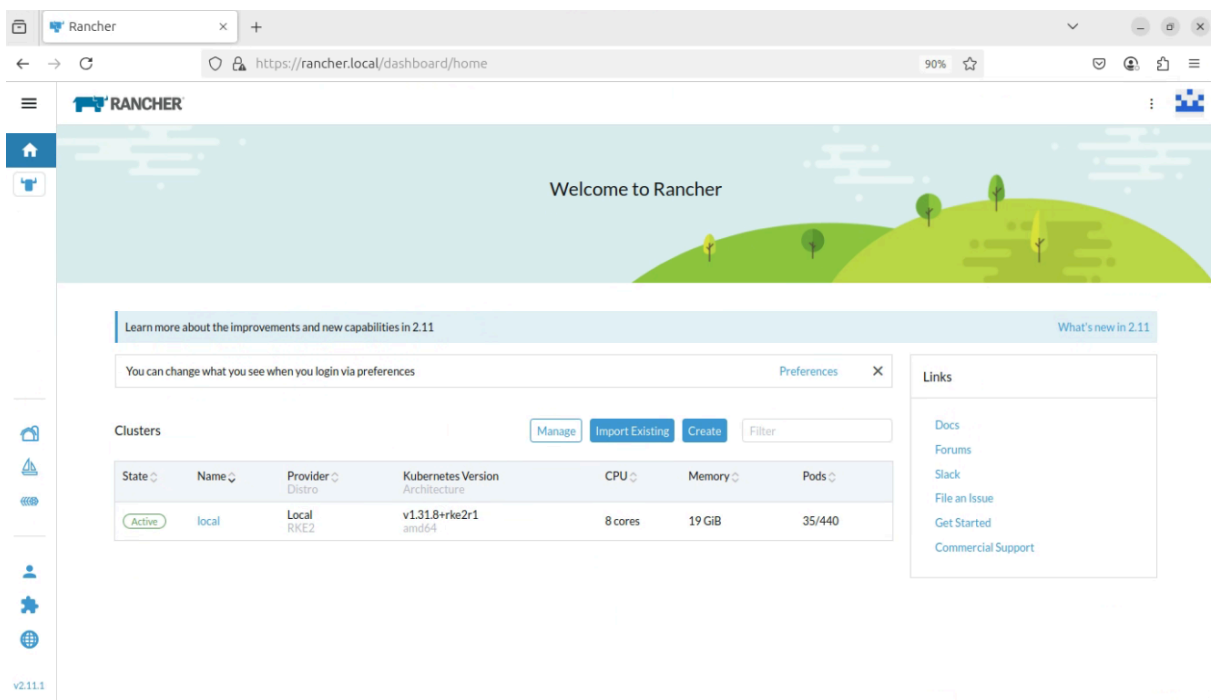 Rancher
https://rancher.local/dashboard/home
90%
RANCHER
Welcome to Rancher
Learn more about the improvements and new capabilities in 2.11
What's new in 2.11
You can change what you see when you login via preferences
Preferences
Links
Docs
Forums
Slack
File an Issue
Get Started
Commercial Support
Clusters
Manage
Import Existing
Create
Filter
State Name Provider Kubernetes Version CPU Memory Pods
Distro Architecture
Active local Local v1.31.8+rke2r1 8 cores 19 GiB 35/440
RKE2 amd64
v2.11.1